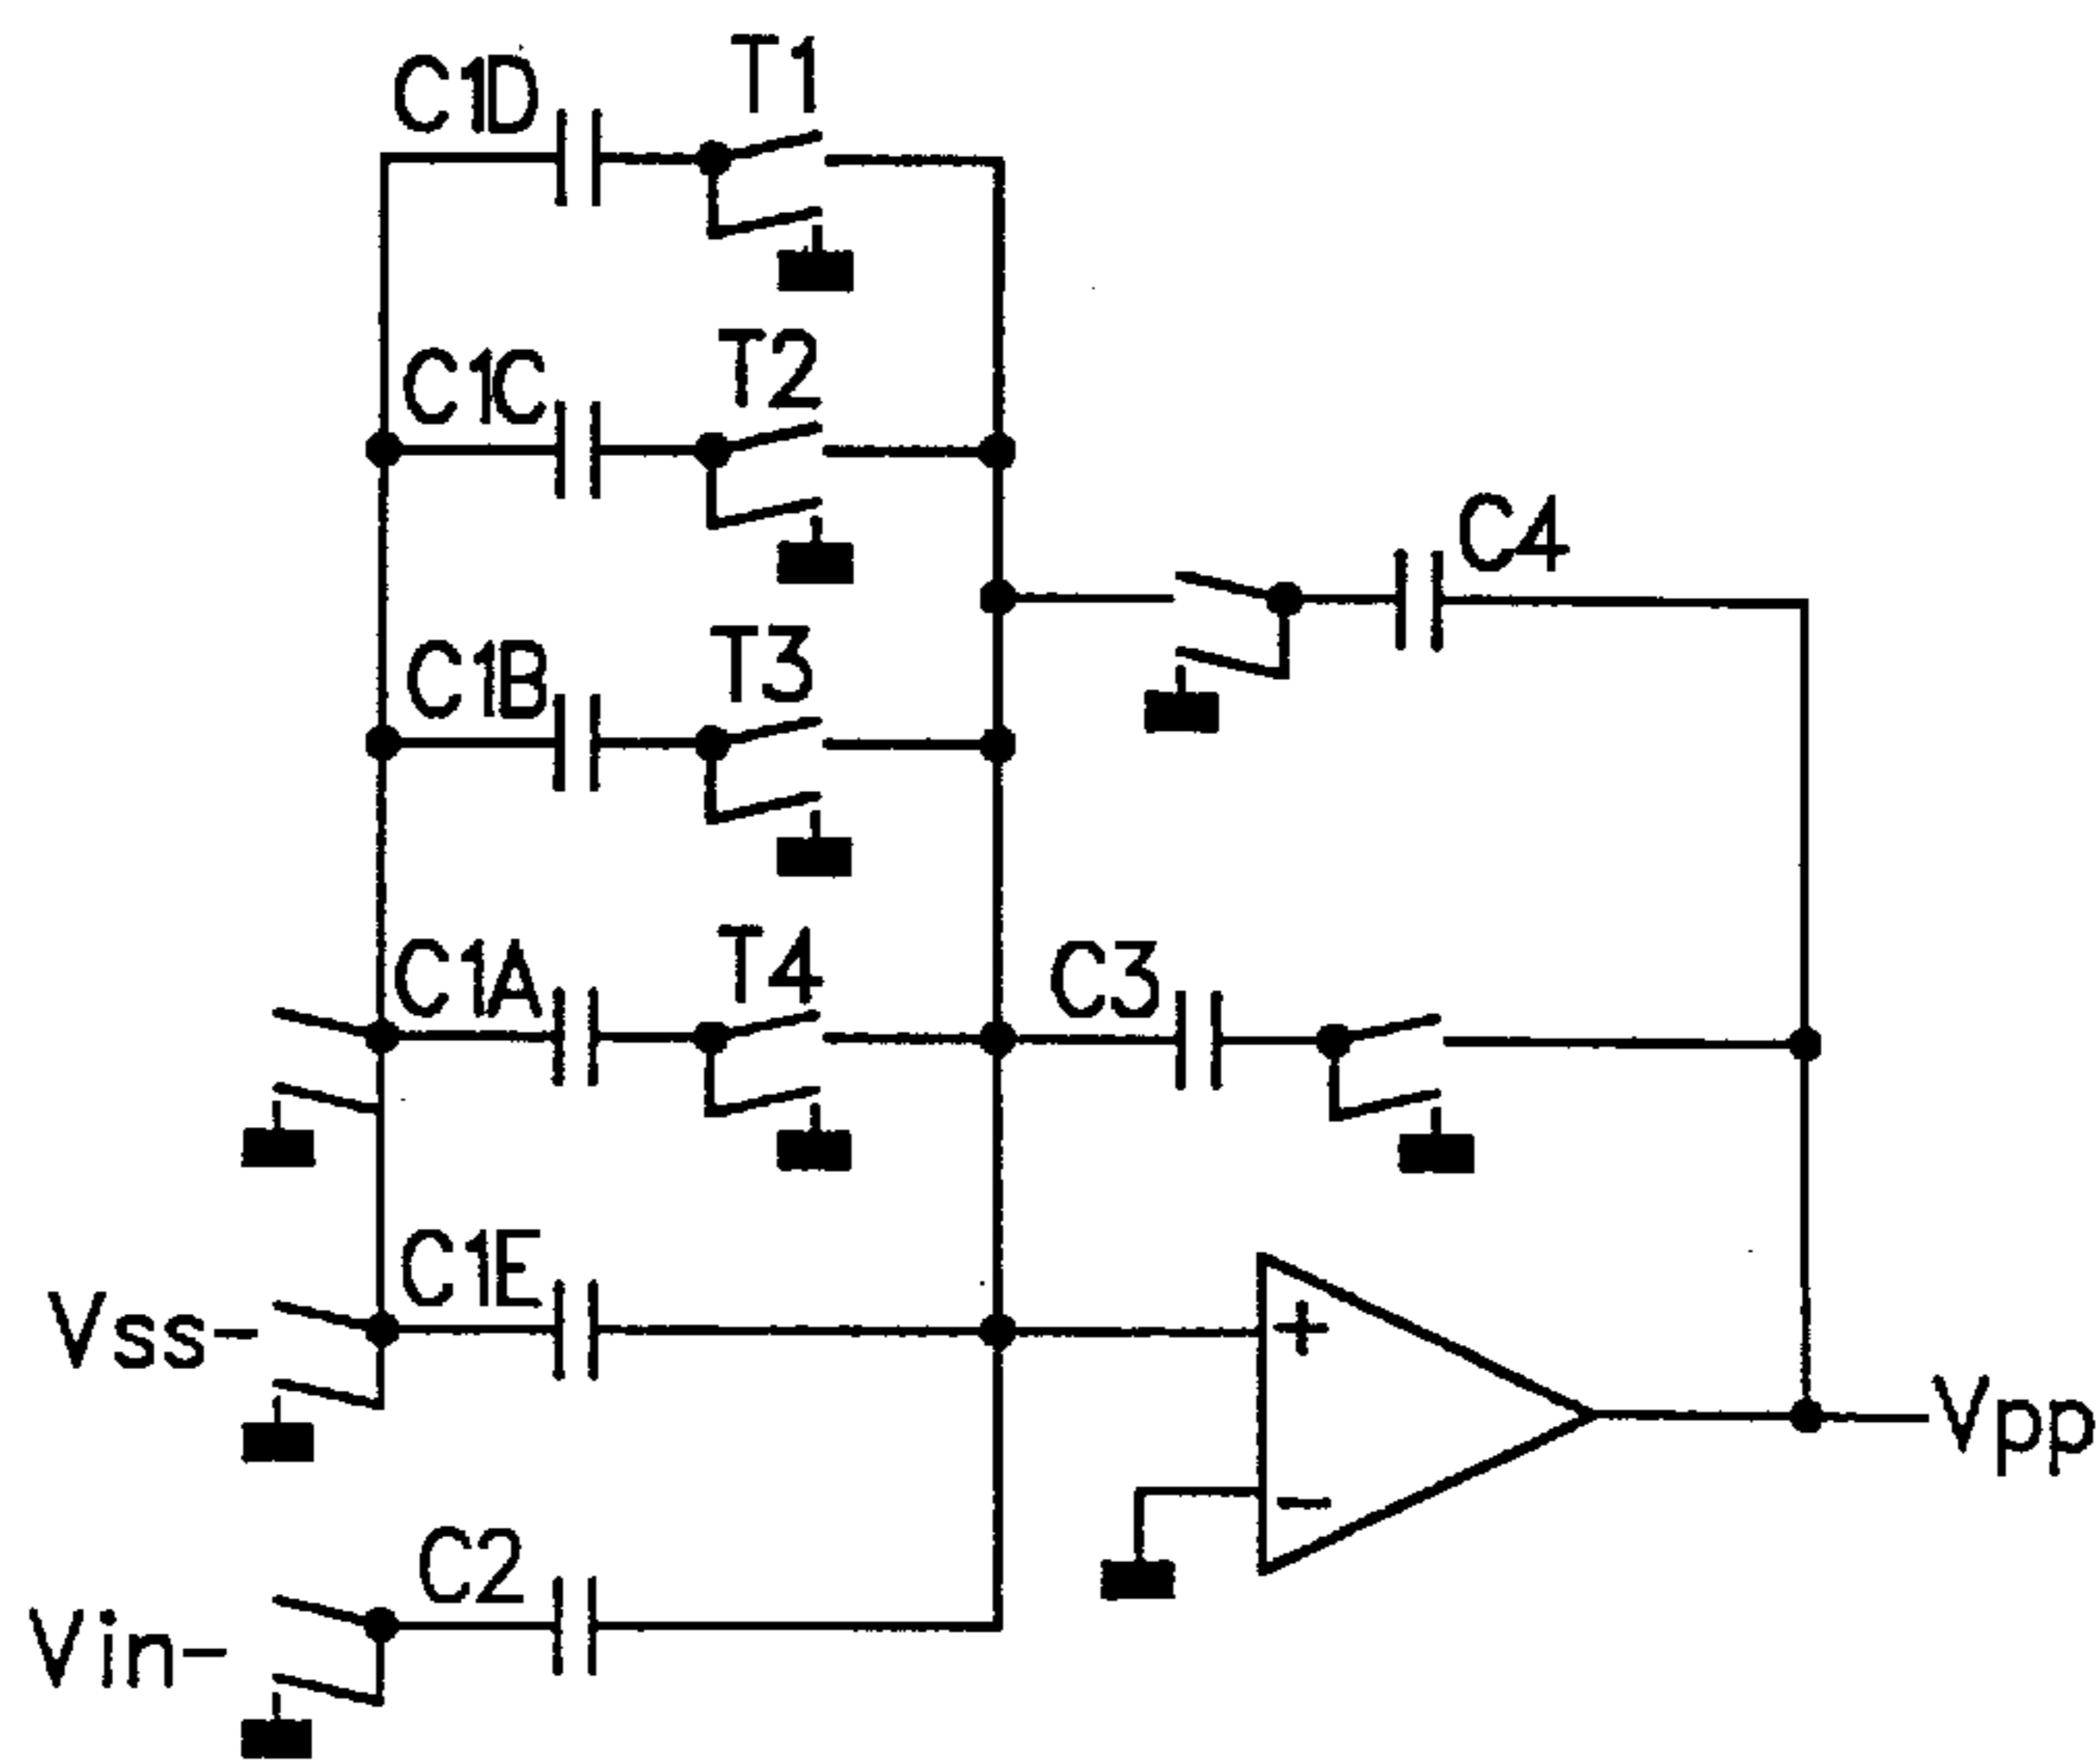 C1D T1
C1C T2
C4
C1B T3
C1A T4 C3
C1E
Vss-
+
Vpp
-
C2
Vin-